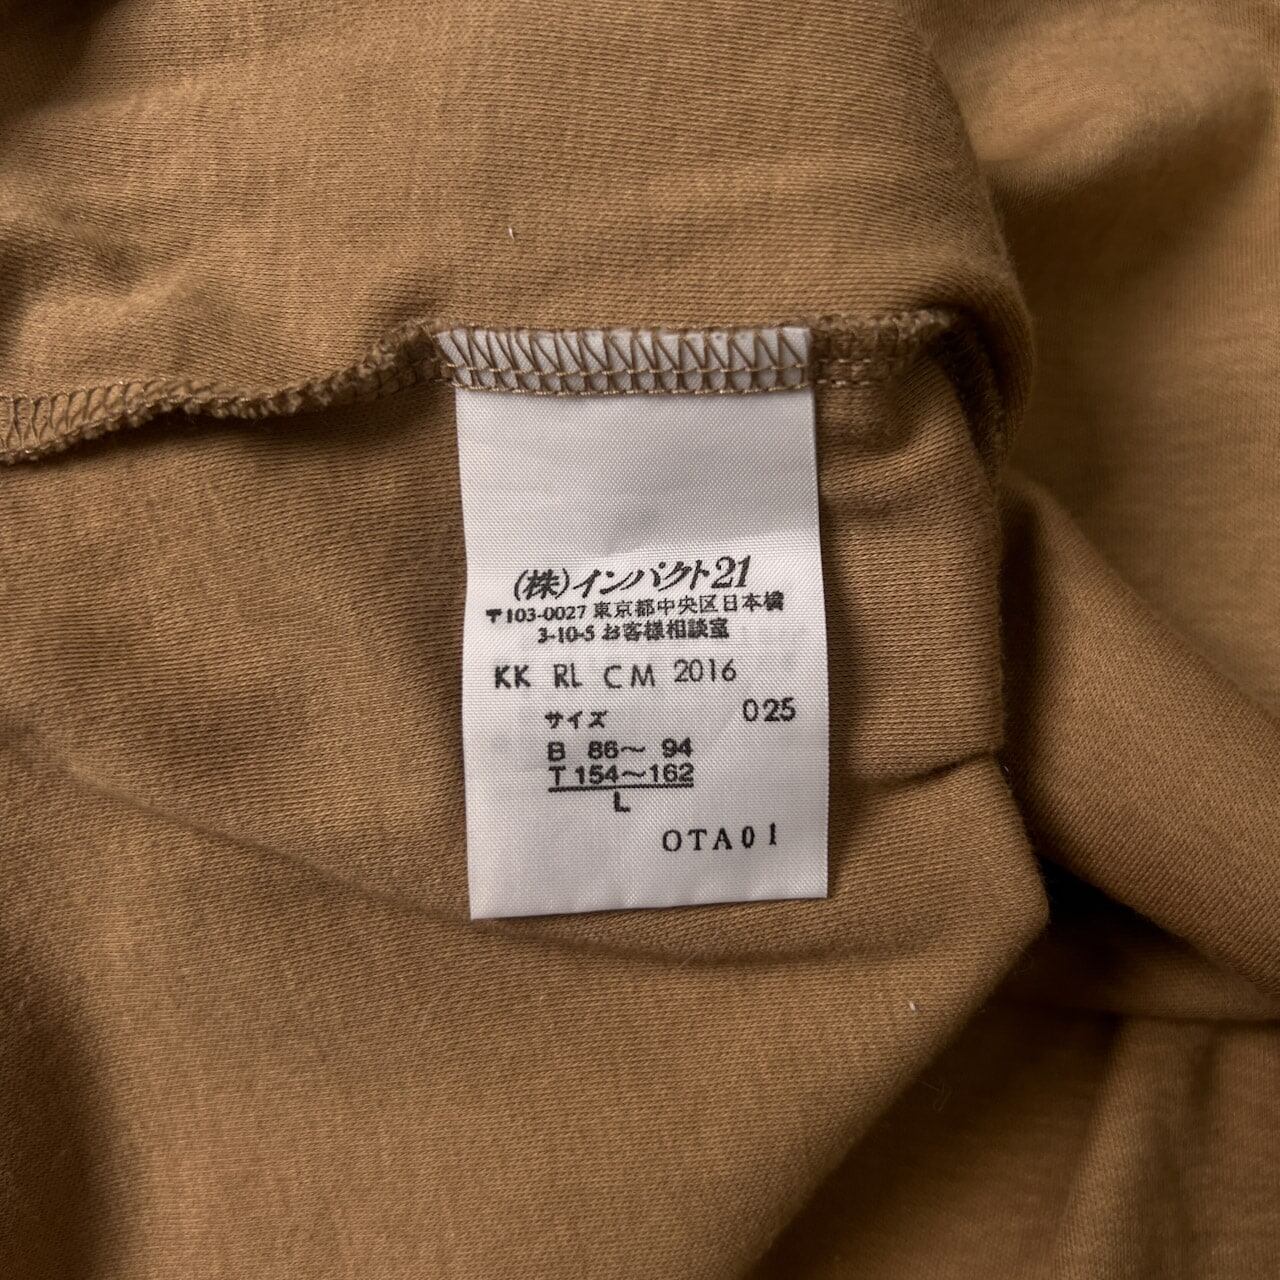 (株)インパクト21
〒103-0027 東京都中央区日本橋
3-10-5 お客様相談室
KK RL CM 2016
サイズ 025
B 86〜 94
T 154〜162
L
OTA01